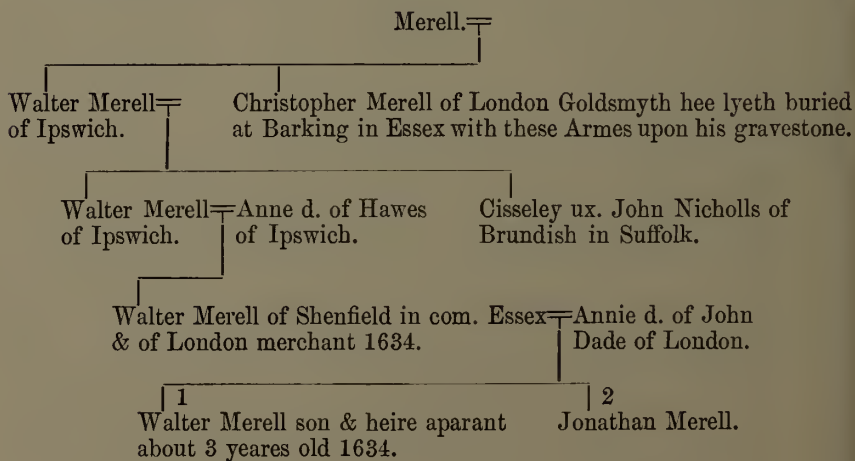 Merell.
Walter Merell
of Ipswich.
Christopher Merell of London Goldsmyth hee lyeth buried
at Barking in Essex with these Armes upon his gravestone.
Walter Merell
of Ipswich.
Anne d. of Hawes
of Ipswich.
Cisseley ux. John Nicholls of
Brundish in Suffolk.
Walter Merell of Shenfield in com. Essex
& of London merchant 1634.
Annie d. of John
Dade of London.
1
Walter Merell son & heire aparant
about 3 yeares old 1634.
2
Jonathan Merell.